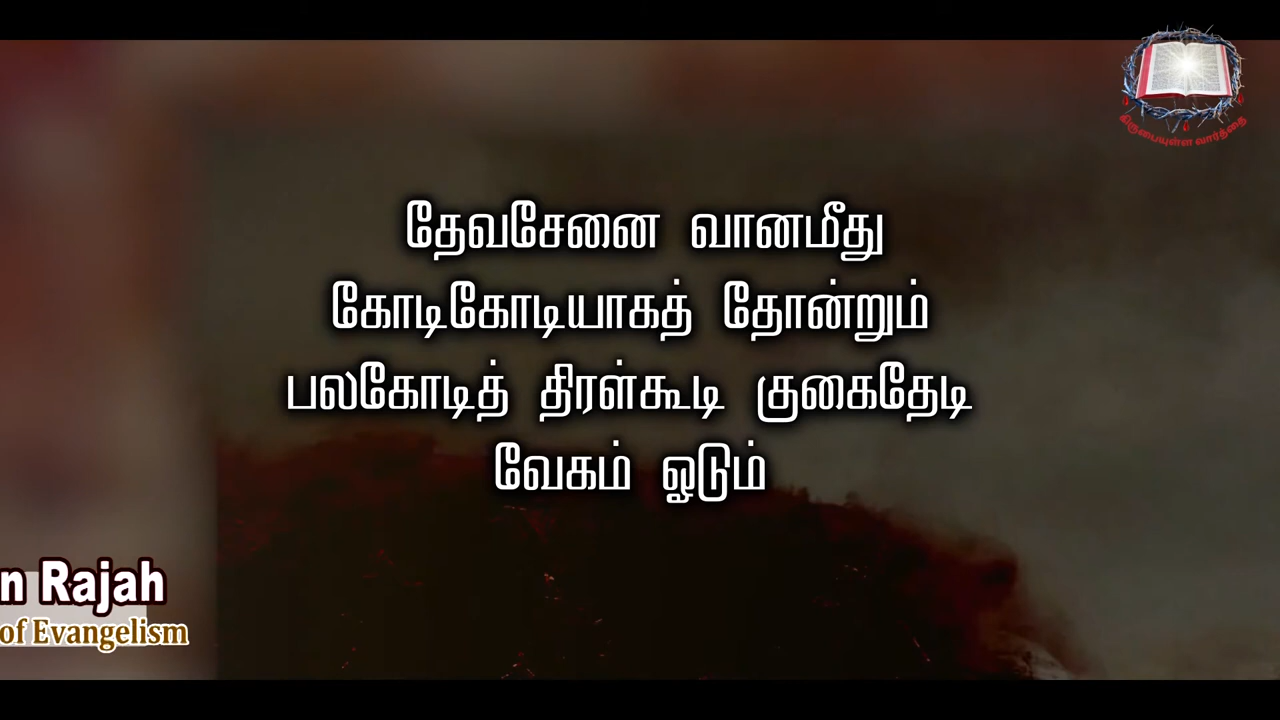 கிருபையுள்ள வார்த்தை
தேவசேனை வானமீது
கோடிகோடியாகத் தோன்றும்
பலகோடித் திரள்கூடி குகைதேடி
வேகம் ஓடும்
n Rajah
of Evangelism